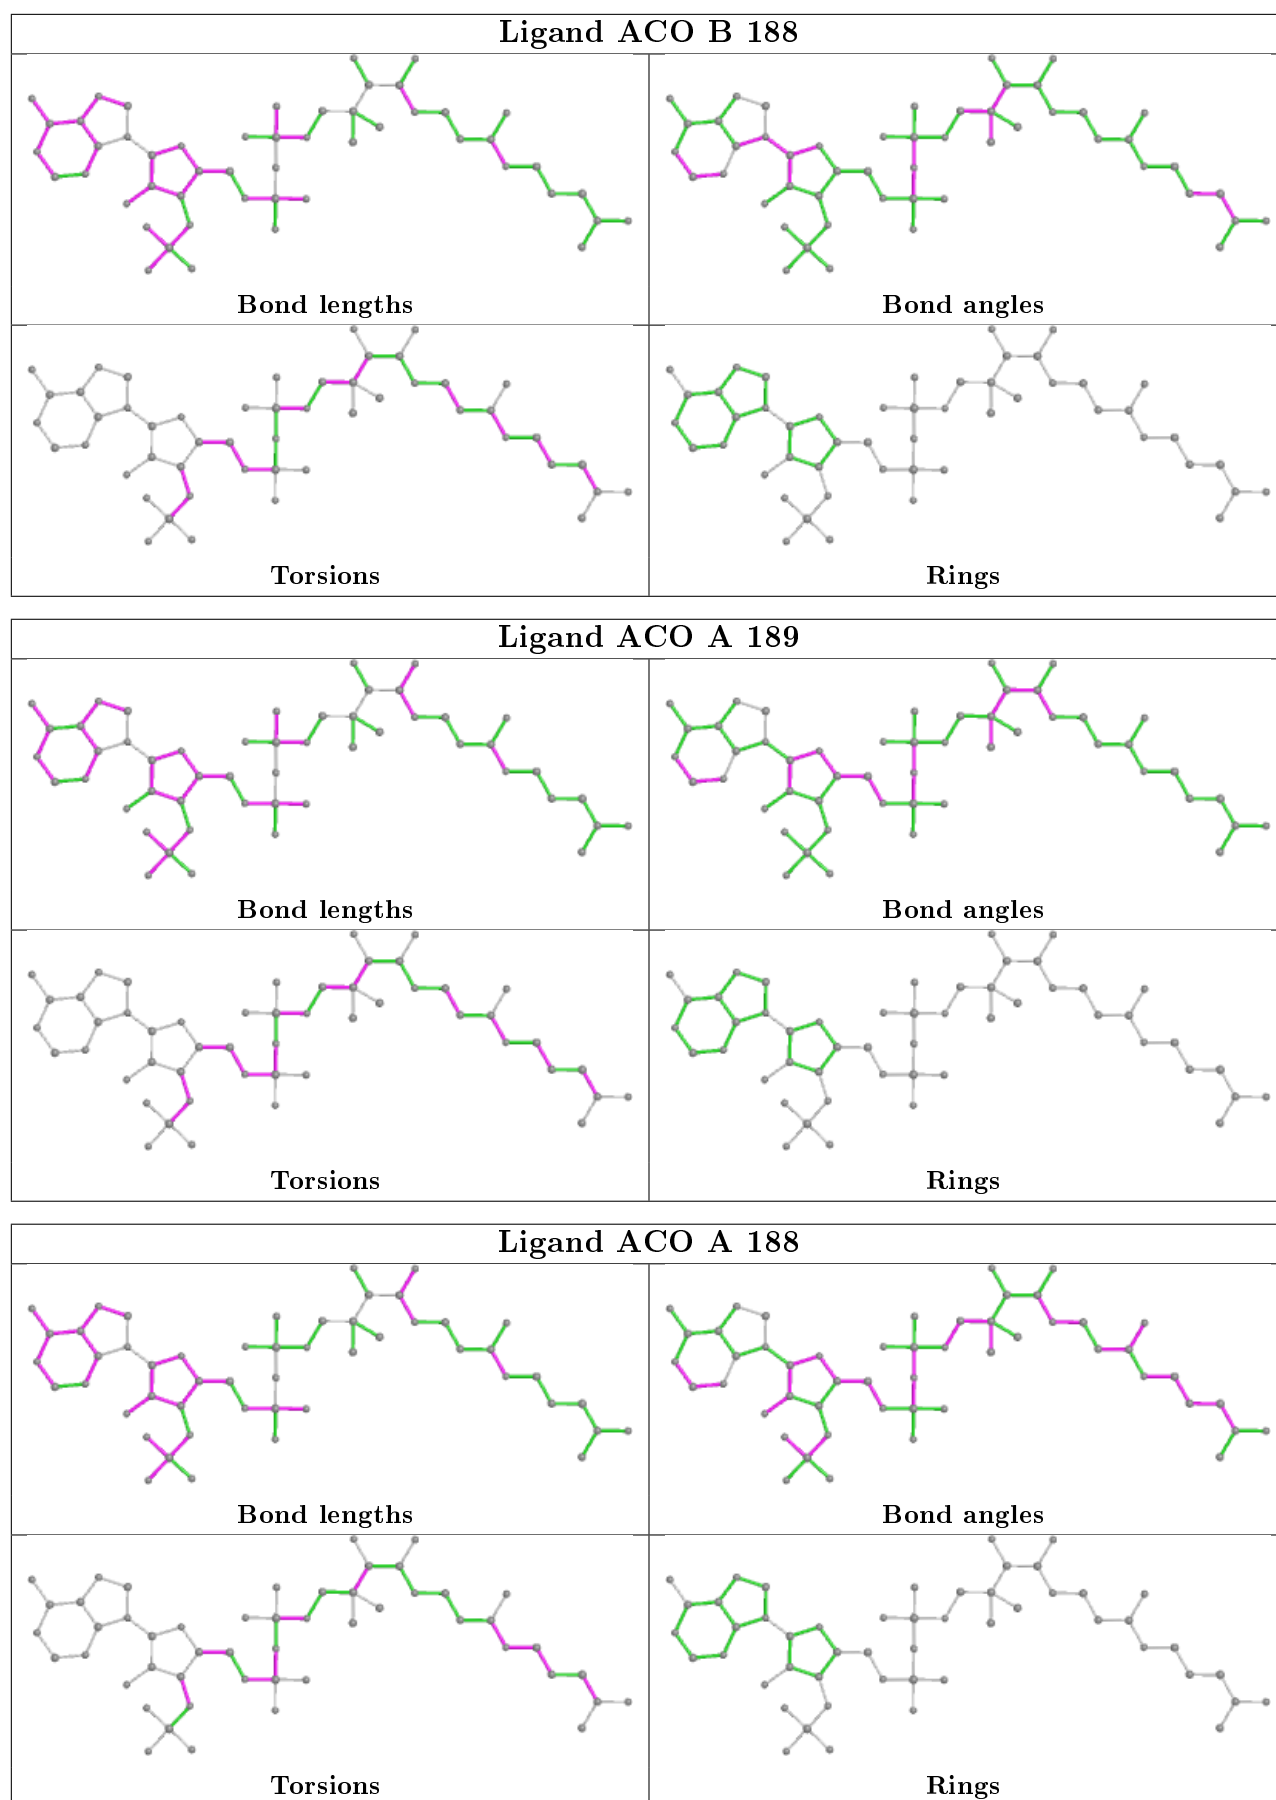 Ligand ACO B 188
Bond lengths
Bond angles
Torsions
Rings
Ligand ACO A 189
Bond lengths
Bond angles
Torsions
Rings
Ligand ACO A 188
Bond lengths
Bond angles
Torsions
Rings